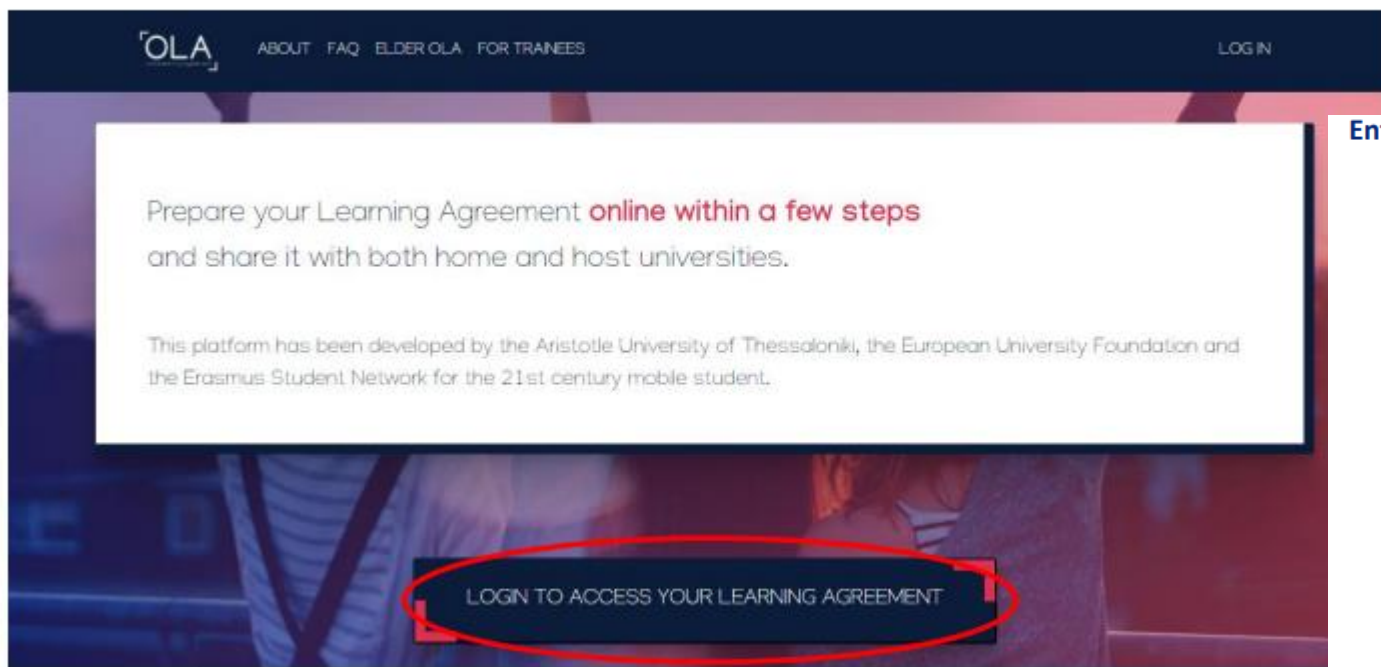 OLA ABOUT FAQ ELDER OLA FOR TRAINEES LOG IN
Prepare your Learning Agreement online within a few steps
and share it with both home and host universities.
This platform has been developed by the Aristotle University of Thessaloniki, the European University Foundation and
the Erasmus Student Network for the 21st century mobile student.
LOGIN TO ACCESS YOUR LEARNING AGREEMENT